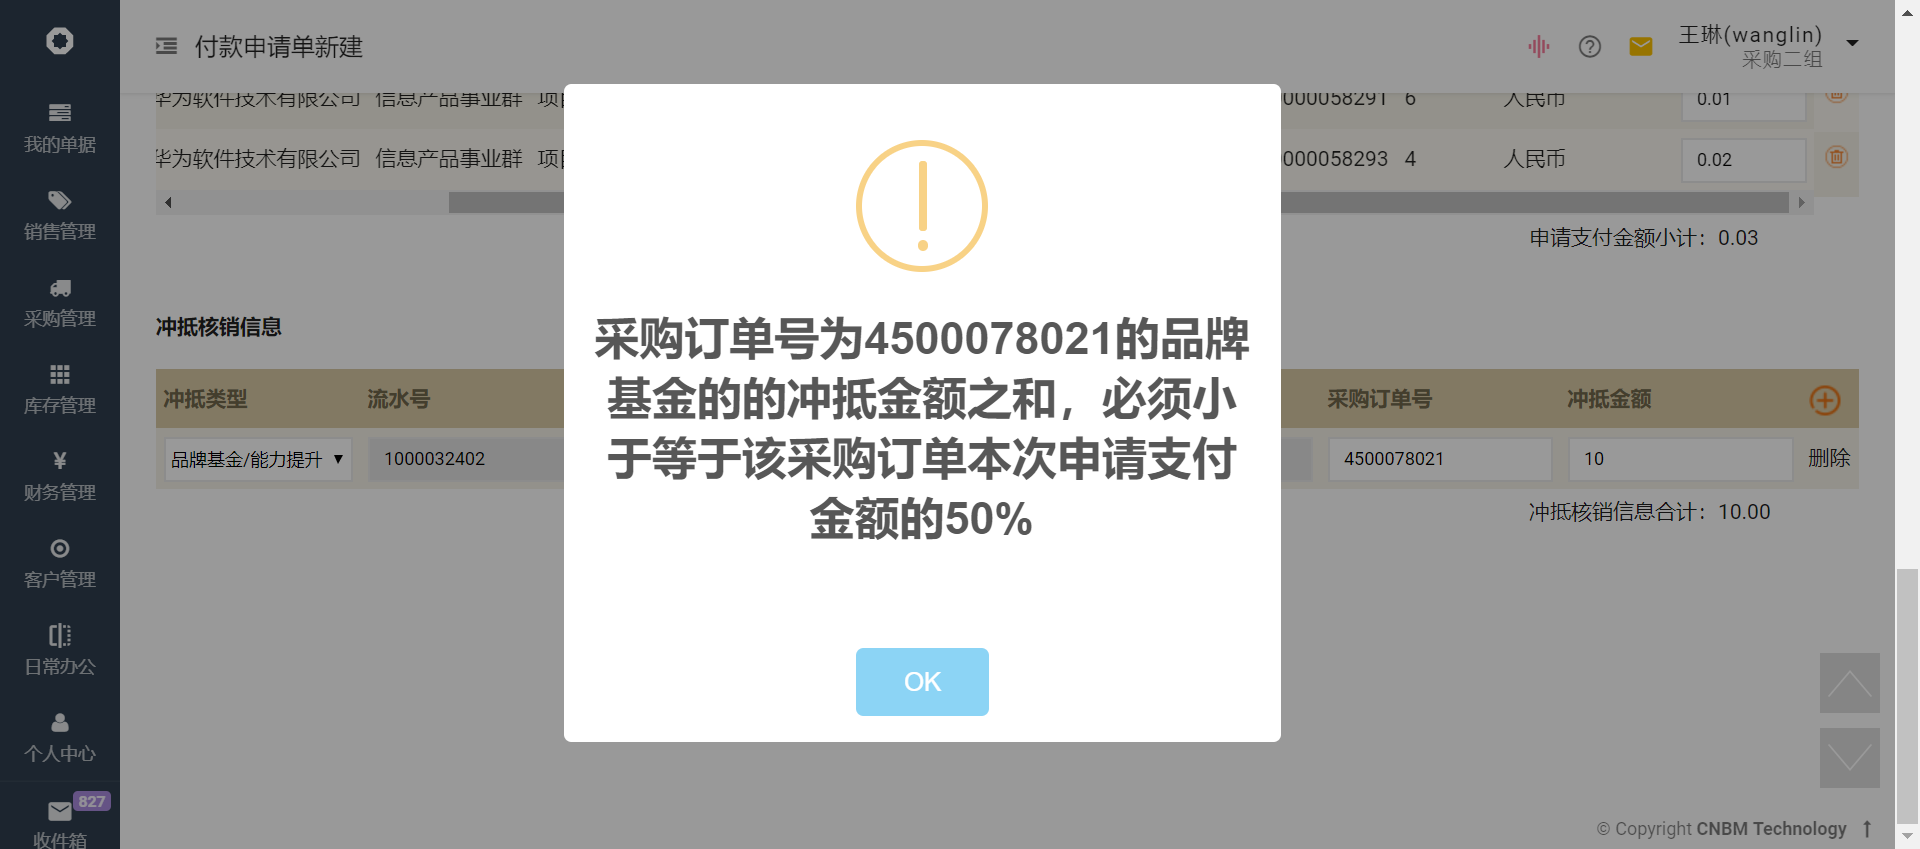 付款申请单新建
王琳(wanglin)
采购二组
我的单据
销售管理
采购管理
库存管理
财务管理
客户管理
日常办公
个人中心
827
收件箱
华为软件技术有限公司 信息产品事业群 000058291 6 人民币 0.01
华为软件技术有限公司 信息产品事业群 000058293 4 人民币 0.02
申请支付金额小计：0.03
冲抵核销信息
冲抵类型 流水号 采购订单号 冲抵金额
品牌基金/能力提升 1000032402 4500078021 10 删除
冲抵核销信息合计：10.00
采购订单号为4500078021的品牌
基金的的冲抵金额之和，必须小
于等于该采购订单本次申请支付
金额的50%
OK
© Copyright CNBM Technology